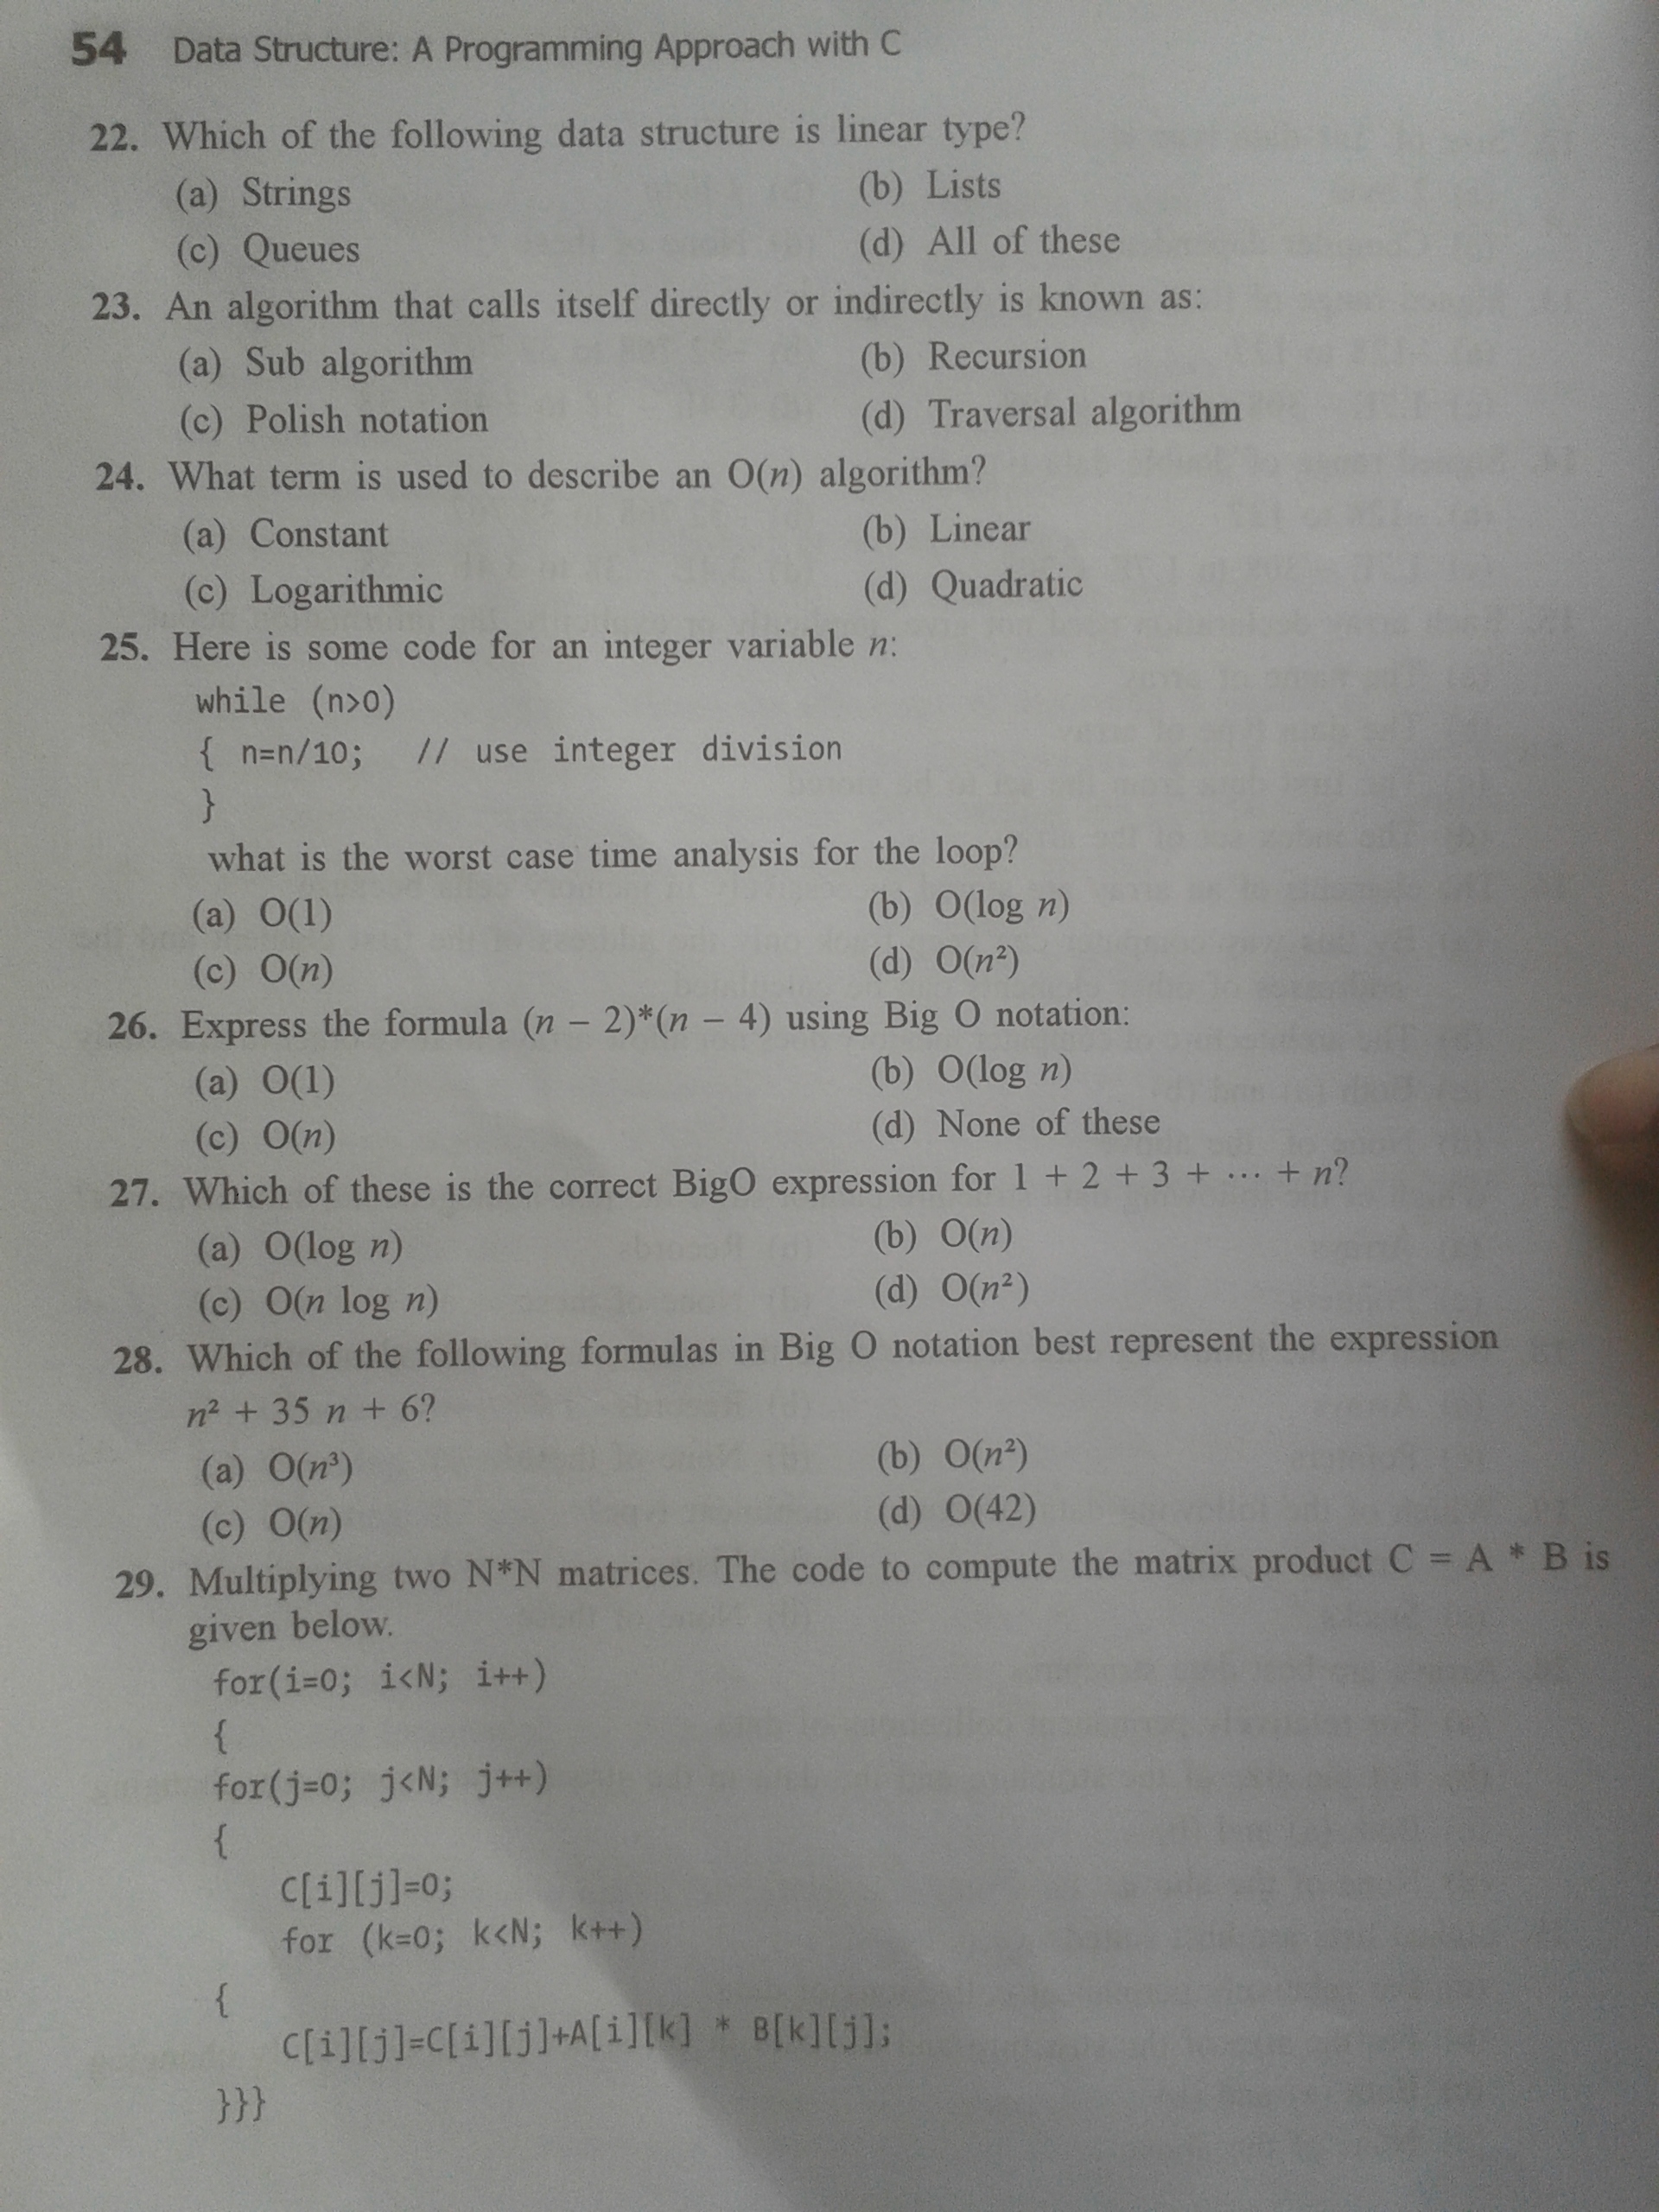 54 Data Structure: A Programming Approach with C
22. Which of the following data structure is linear type?
(a) Strings (b) Lists
(c) Queues (d) All of these
23. An algorithm that calls itself directly or indirectly is known as:
(a) Sub algorithm (b) Recursion
(c) Polish notation (d) Traversal algorithm
24. What term is used to describe an O(n) algorithm?
(a) Constant (b) Linear
(c) Logarithmic (d) Quadratic
25. Here is some code for an integer variable n:
while (n>0)
{ n=n/10; // use integer division
}
what is the worst case time analysis for the loop?
(a) O(1) (b) O(log n)
(c) O(n) (d) O(n²)
26. Express the formula (n – 2)*(n – 4) using Big O notation:
(a) O(1) (b) O(log n)
(c) O(n) (d) None of these
27. Which of these is the correct BigO expression for 1 + 2 + 3 + ··· + n?
(a) O(log n) (b) O(n)
(c) O(n log n) (d) O(n²)
28. Which of the following formulas in Big O notation best represent the expression
n² + 35 n + 6?
(a) O(n³) (b) O(n²)
(c) O(n) (d) O(42)
29. Multiplying two N*N matrices. The code to compute the matrix product C = A * B is
given below.
for(i=0; i<N; i++)
{
for(j=0; j<N; j++)
{
C[i][j]=0;
for (k=0; k<N; k++)
{
C[i][j]=C[i][j]+A[i][k] * B[k][j];
}}}